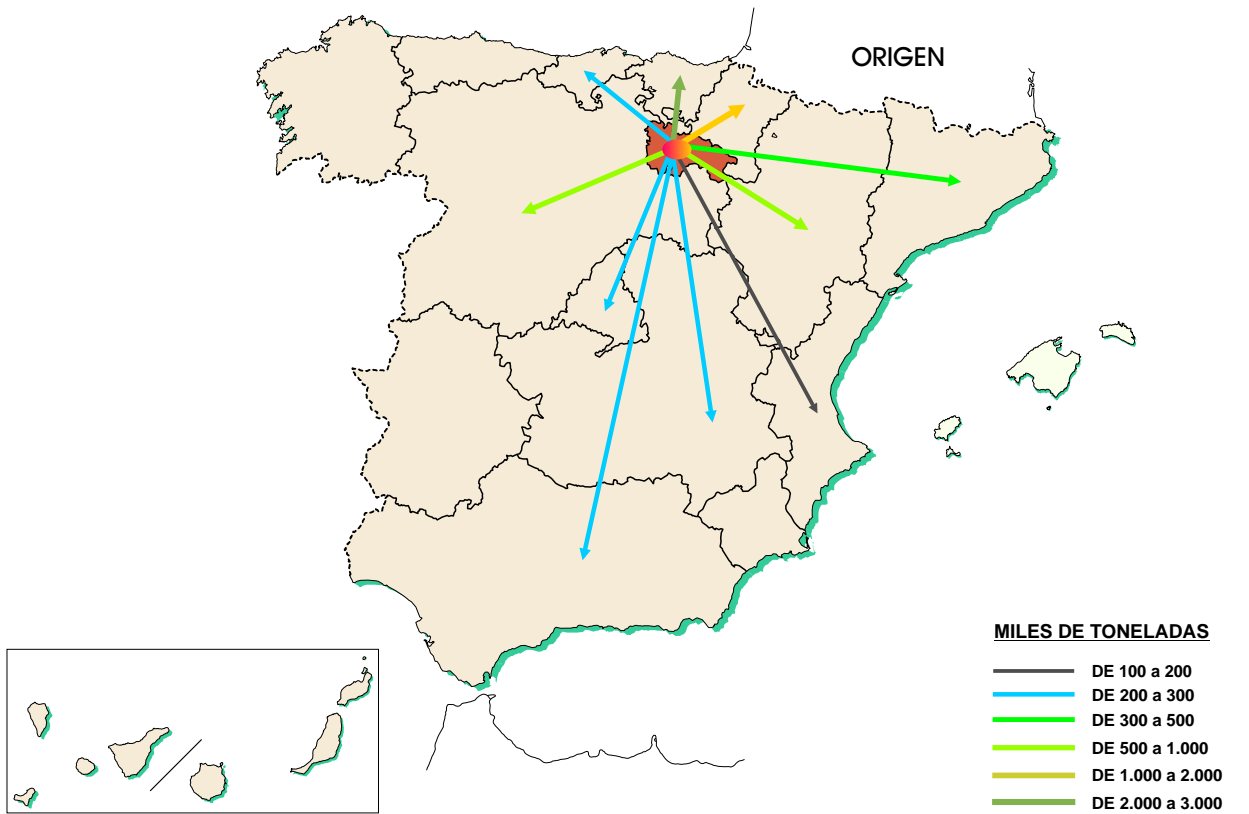 ORIGEN
MILES DE TONELADAS
DE 100 a 200
DE 200 a 300
DE 300 a 500
DE 500 a 1.000
DE 1.000 a 2.000
DE 2.000 a 3.000